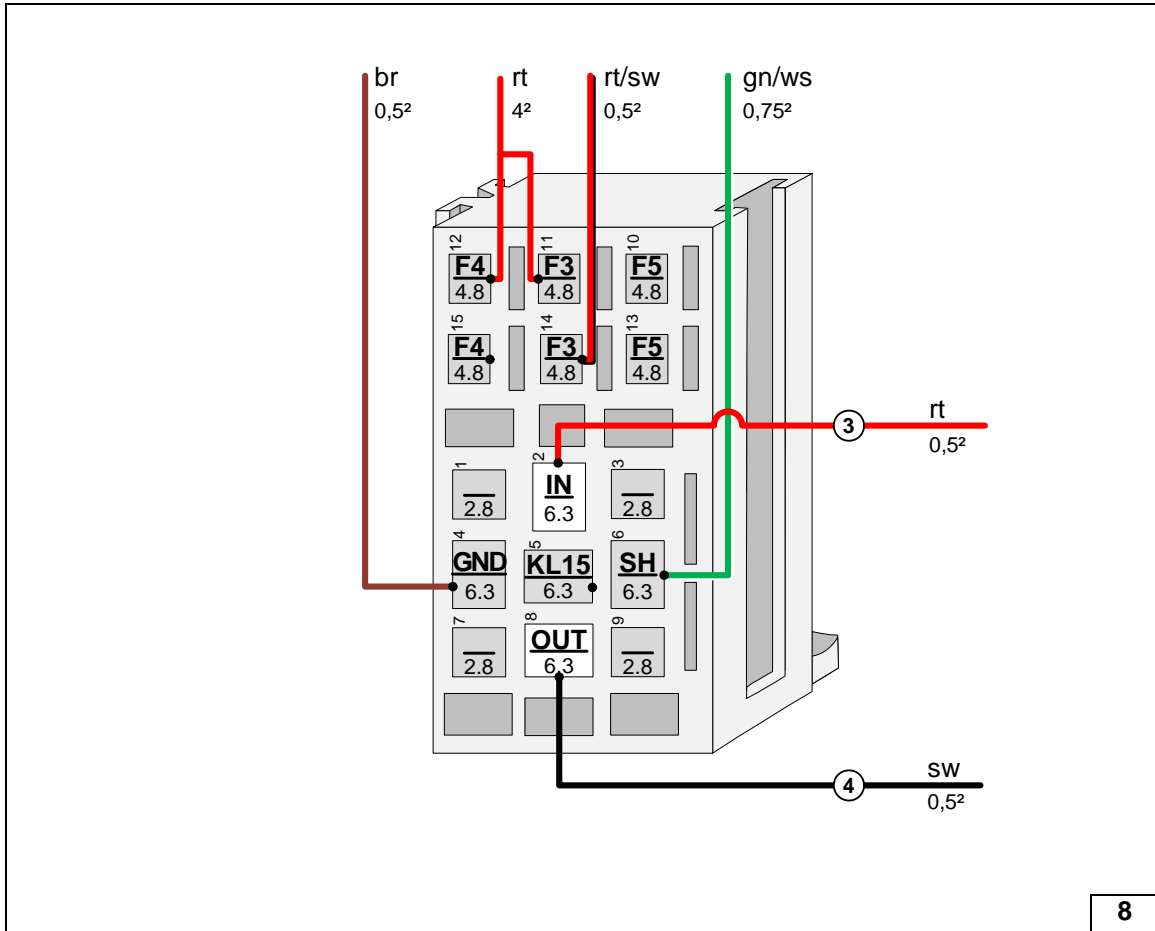 br rt rt/sw gn/ws
0,5² 4² 0,5² 0,75²
12 11 10
F4 F3 F5
4.8 4.8 4.8
15 14 13
F4 F3 F5
4.8 4.8 4.8
3 rt
0,5²
1 2 3
IN
2.8 6.3 2.8
4 5 6
GND KL15 SH
6.3 6.3 6.3
7 8 9
OUT
2.8 6.3 2.8
4 sw
0,5²
8